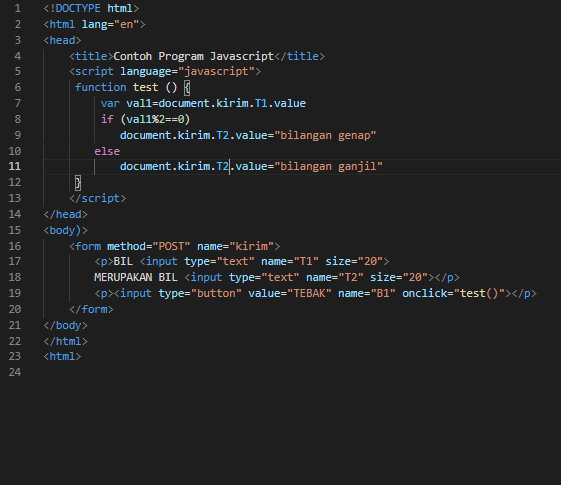 1 <!DOCTYPE html>
2 <html lang="en">
3 <head>
4 <title>Contoh Program Javascript</title>
5 <script language="javascript">
6 function test () {
7 var val1=document.kirim.T1.value
8 if (val1%2==0)
9 document.kirim.T2.value="bilangan genap"
10 else
11 document.kirim.T2.value="bilangan ganjil"
12 }
13 </script>
14 </head>
15 <body)>
16 <form method="POST" name="kirim">
17 <p>BIL <input type="text" name="T1" size="20">
18 MERUPAKAN BIL <input type="text" name="T2" size="20"></p>
19 <p><input type="button" value="TEBAK" name="B1" onclick="test()"></p>
20 </form>
21 </body>
22 </html>
23 <html>
24